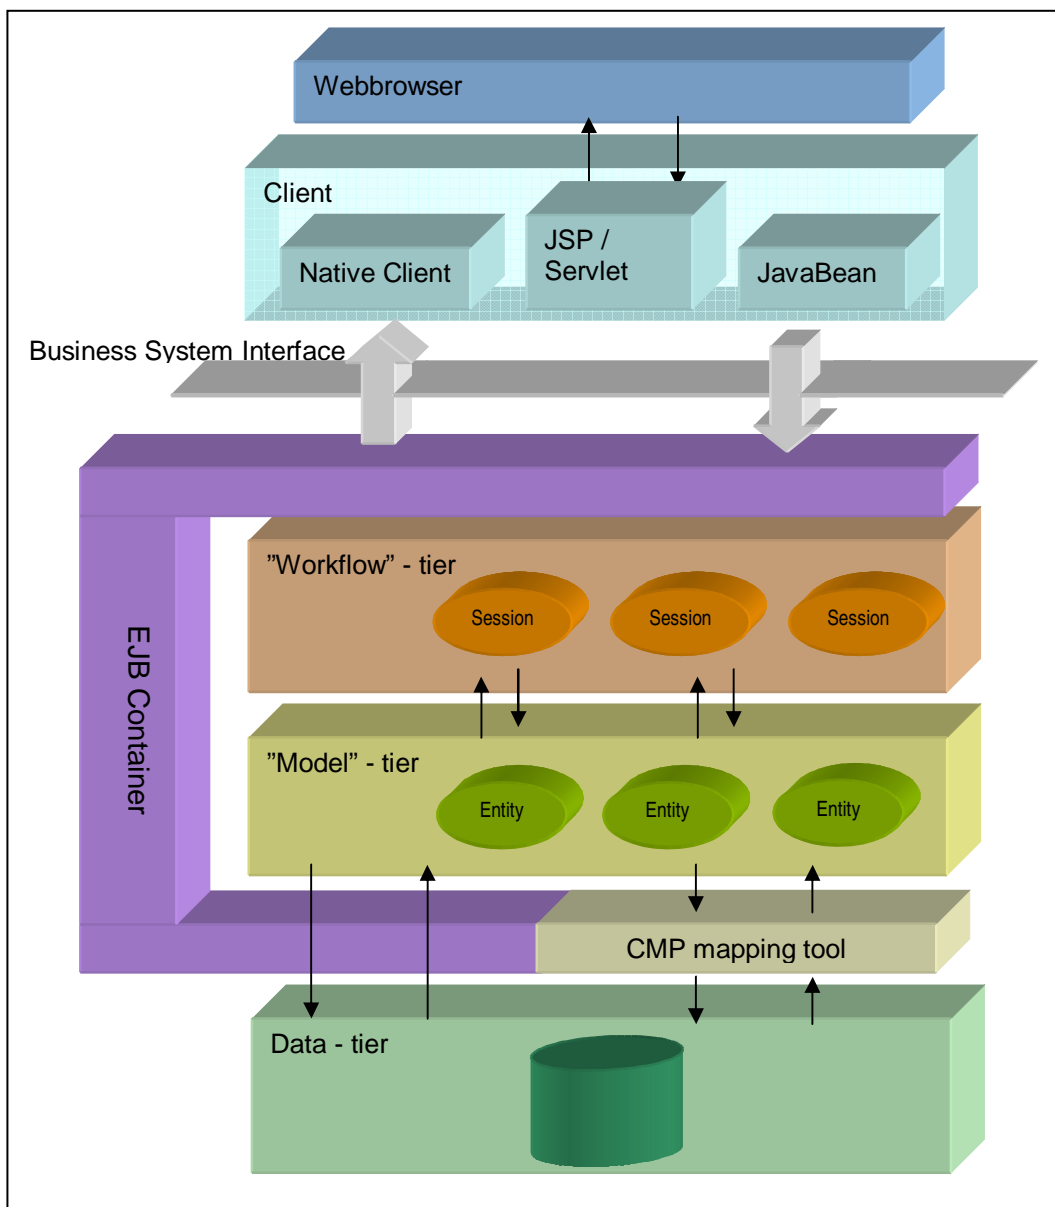 Webbrowser
Client
Native Client
JSP /
Servlet
JavaBean
Business System Interface
EJB Container
”Workflow” - tier
Session
Session
Session
”Model” - tier
Entity
Entity
Entity
CMP mapping tool
Data - tier